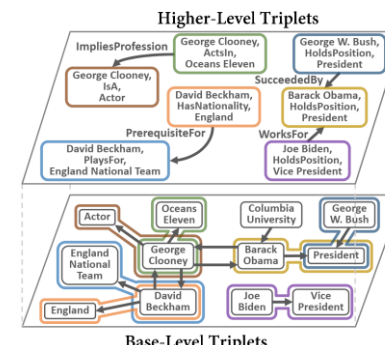 Higher-Level Triplets
ImpliesProfession
George Clooney,
ActsIn,
Oceans Eleven
George W. Bush,
HoldsPosition,
President
George Clooney,
IsA,
Actor
SucceededBy
David Beckham,
HasNationality,
England
Barack Obama,
HoldsPosition,
President
PrerequisiteFor
WorksFor
David Beckham,
PlaysFor,
England National Team
Joe Biden,
HoldsPosition,
Vice President
Actor
Oceans
Eleven
Columbia
University
George
W. Bush
England
National
Team
George
Clooney
Barack
Obama
President
England
David
Beckham
Joe
Biden
Vice
President
Base-Level Triplets